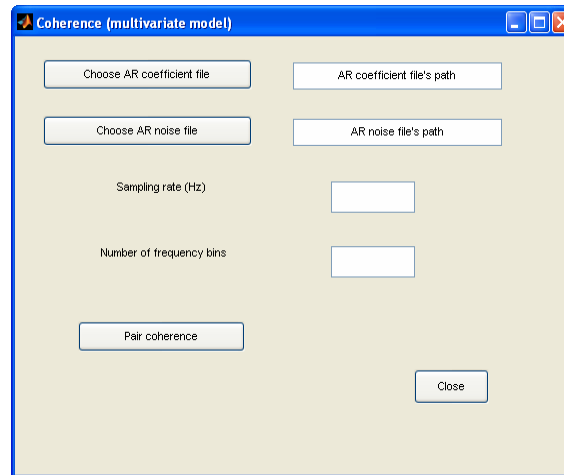 Coherence (multivariate model)
Choose AR coefficient file
AR coefficient file's path
Choose AR noise file
AR noise file's path
Sampling rate (Hz)
Number of frequency bins
Pair coherence
Close